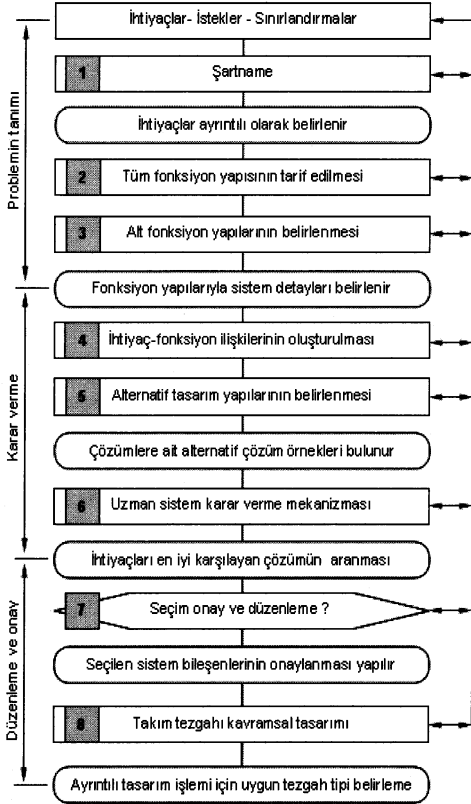 İhtiyaçlar- İstekler - Sınırlandırmalar
1 Şartname
İhtiyaçlar ayrıntılı olarak belirlenir
2 Tüm fonksiyon yapısının tarif edilmesi
3 Alt fonksiyon yapılarının belirlenmesi
Problemin tanımı
Fonksiyon yapılarıyla sistem detayları belirlenir
4 İhtiyaç-fonksiyon ilişkilerinin oluşturulması
5 Alternatif tasarım yapılarının belirlenmesi
Çözümlere ait alternatif çözüm örnekleri bulunur
6 Uzman sistem karar verme mekanizması
Karar verme
İhtiyaçları en iyi karşılayan çözümün aranması
7 Seçim onay ve düzenleme ?
Seçilen sistem bileşenlerinin onaylanması yapılır
8 Takım tezgahı kavramsal tasarımı
Düzenleme ve onay
Ayrıntılı tasarım işlemi için uygun tezgah tipi belirleme